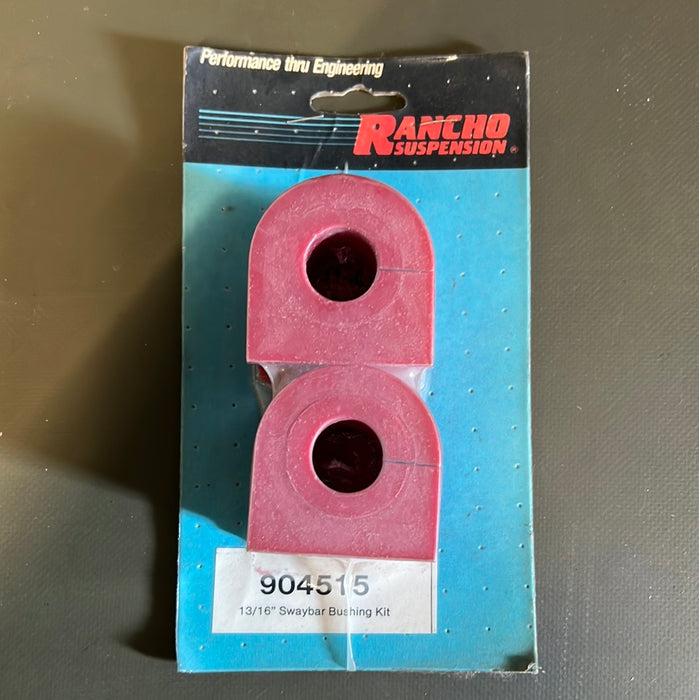 Performance thru Engineering
RANCHO
SUSPENSION®
904515
13/16" Swaybar Bushing Kit